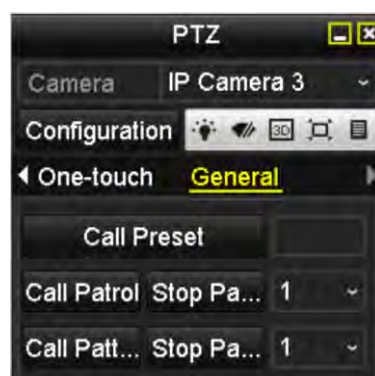 PTZ
Camera IP Camera 3
Configuration 3D
One-touch General
Call Preset
Call Patrol Stop Pa... 1
Call Patt... Stop Pa... 1